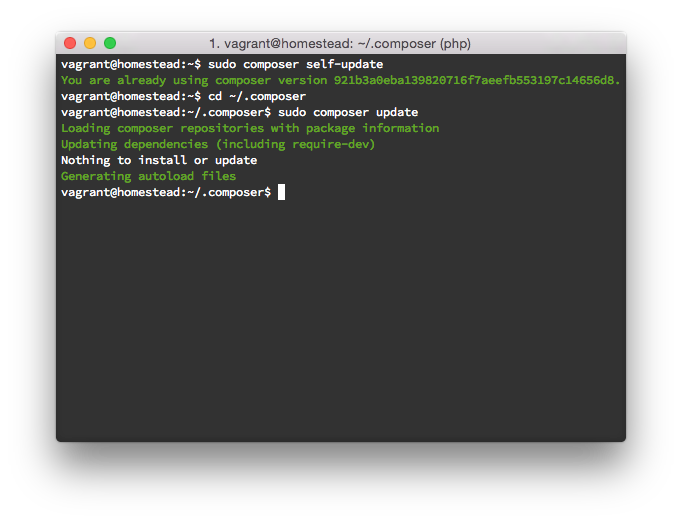 1. vagrant@homestead: ~/.composer (php)
vagrant@homestead:~$ sudo composer self-update
You are already using composer version 921b3a0eba139820716f7aeefb553197c14656d8.
vagrant@homestead:~$ cd ~/.composer
vagrant@homestead:~/.composer$ sudo composer update
Loading composer repositories with package information
Updating dependencies (including require-dev)
Nothing to install or update
Generating autoload files
vagrant@homestead:~/.composer$